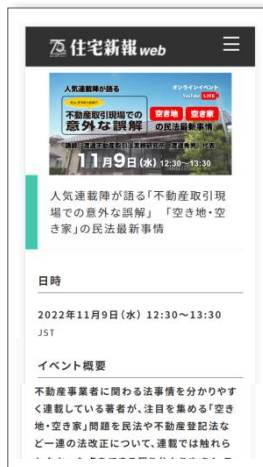 75 住宅新報web
人気連載陣が語る
オンラインイベント
YouTube LIVE
不動産取引現場での
意外な誤解
空き地 空き家
の民法最新事情
11月9日(水) 12:30~13:30
人気連載陣が語る「不動産取引現
場での意外な誤解」 「空き地・空
き家」の民法最新事情
日時
2022年11月9日(水) 12:30~13:30
JST
イベント概要
不動産事業者に関わる法事情を分かりやす
く連載している著者が、注目を集める「空き
地・空き家」問題を民法や不動産登記法な
ど一連の法改正について、連載では触れら